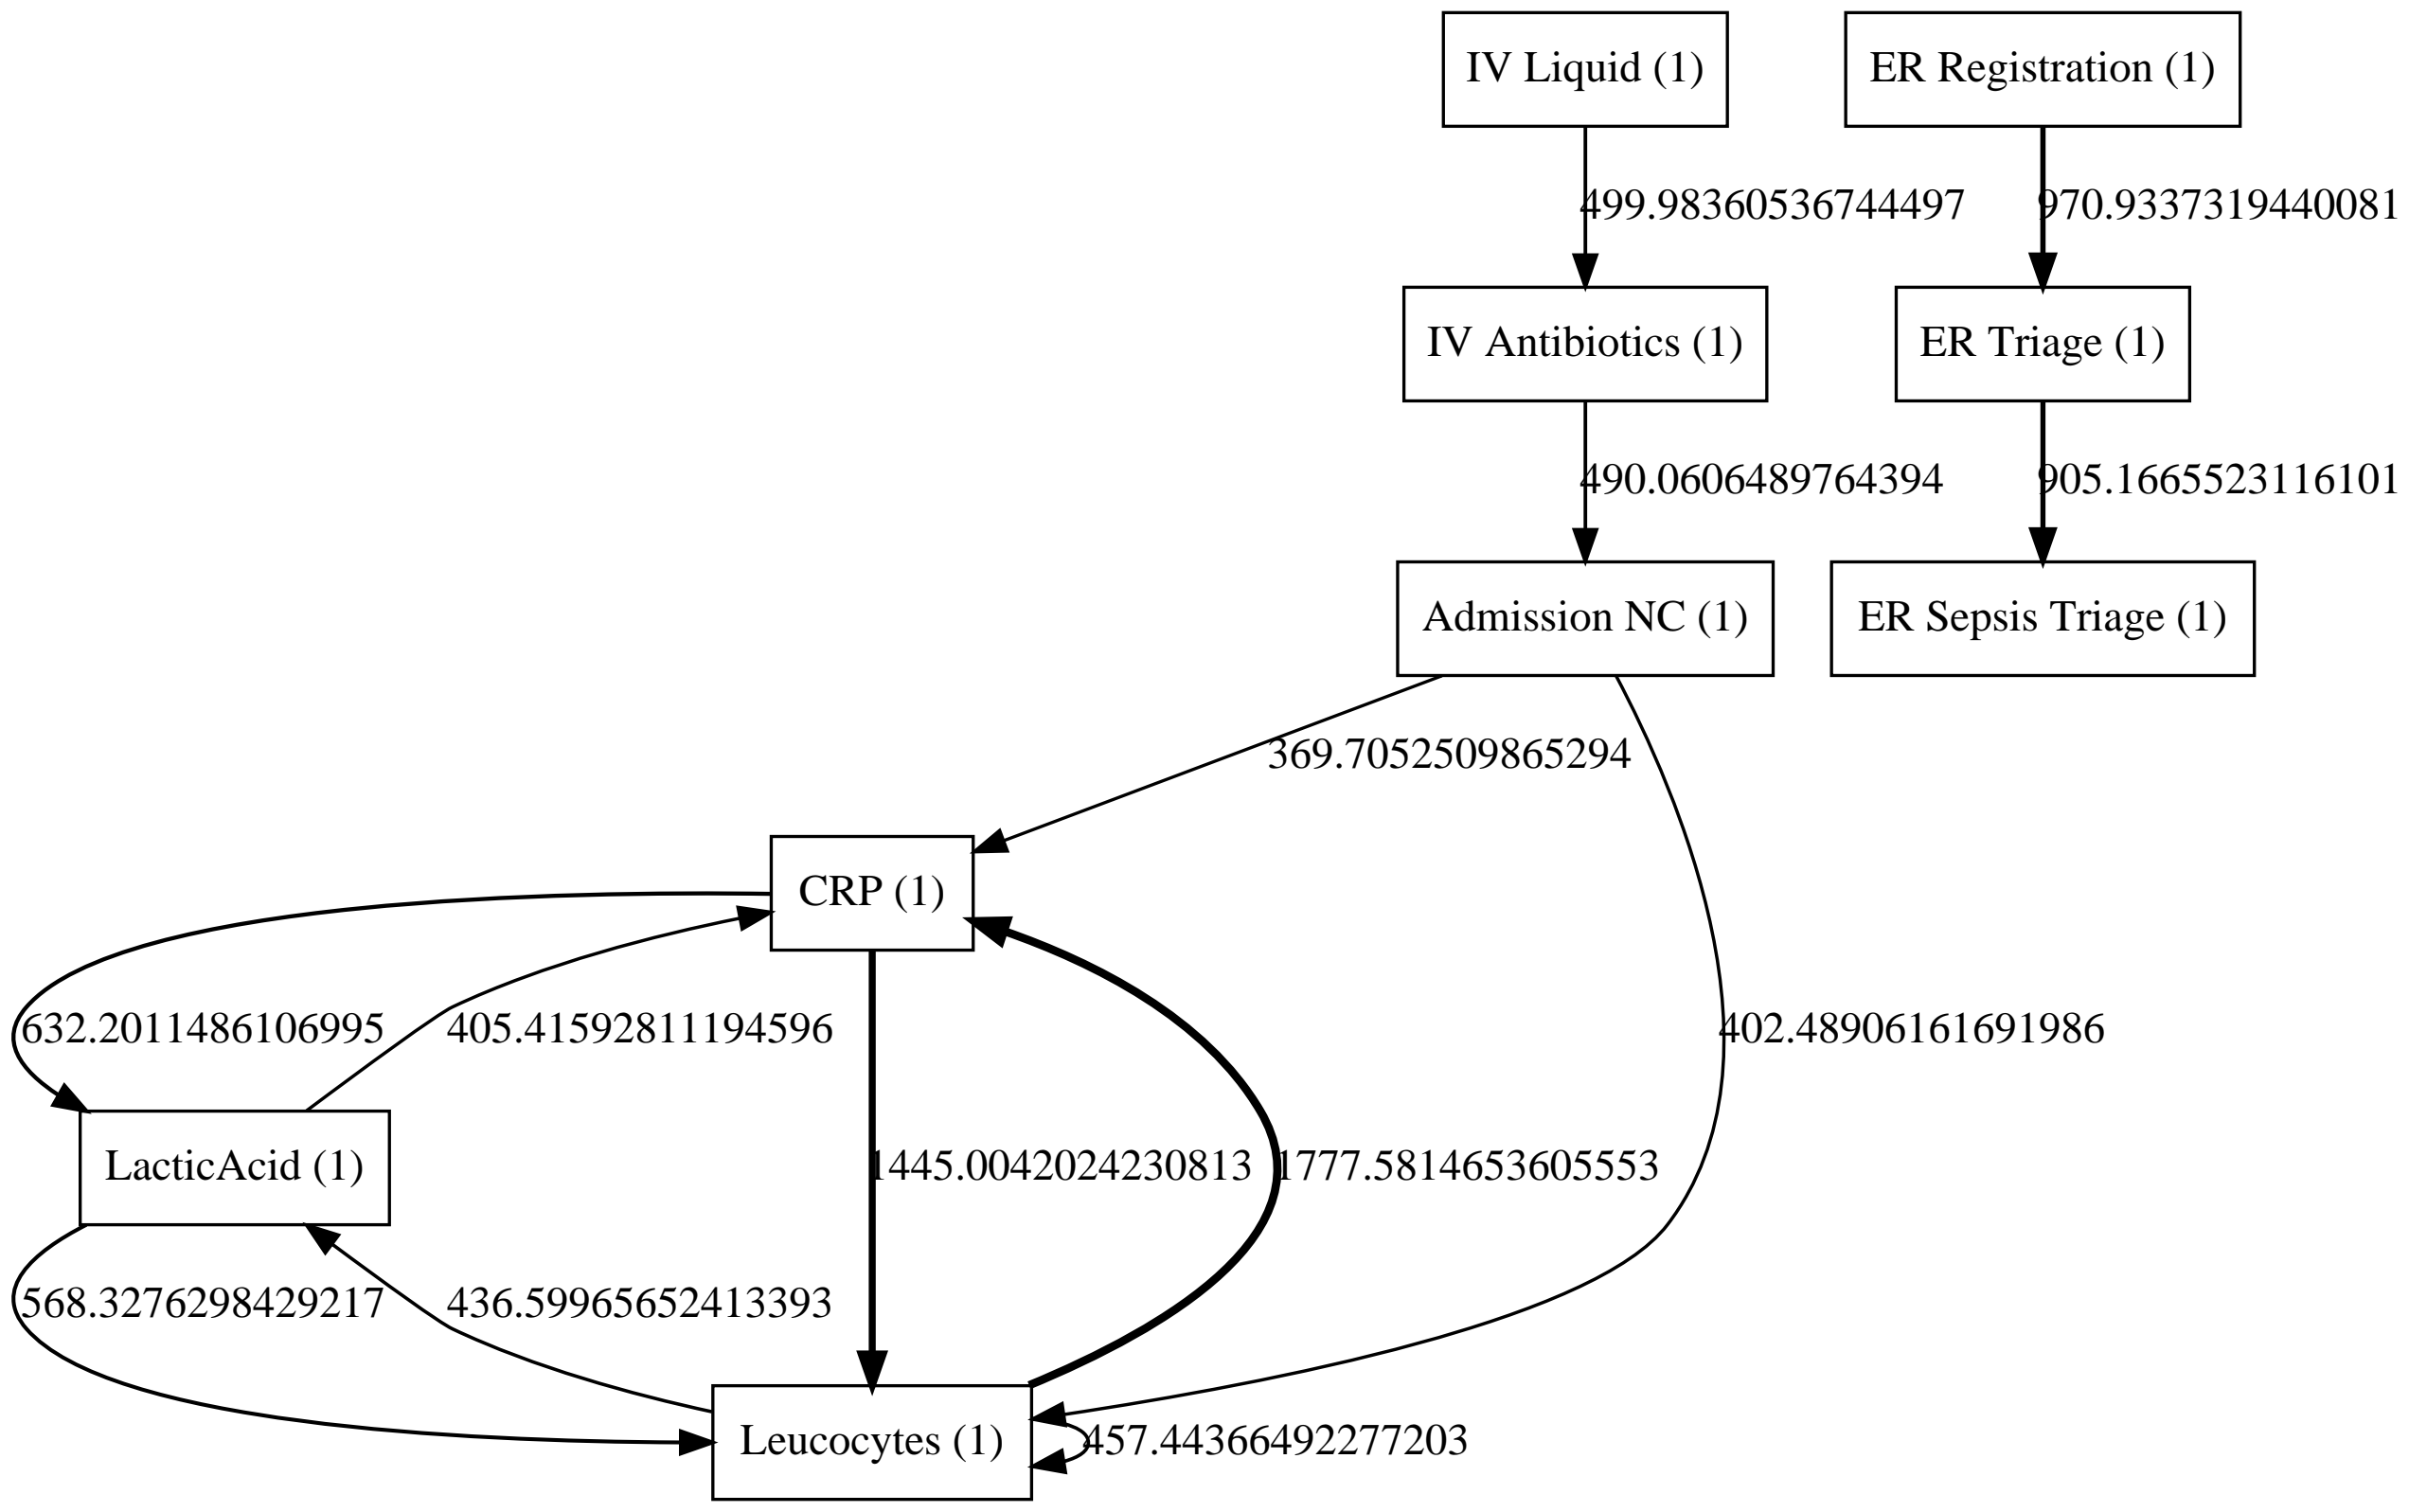 IV Liquid (1)
ER Registration (1)
499.98360536744497
970.9337319440081
IV Antibiotics (1)
ER Triage (1)
490.0606489764394
905.1665523116101
Admission NC (1)
ER Sepsis Triage (1)
369.7052509865294
CRP (1)
632.2011486106995
405.41592811194596
402.48906161691986
LacticAcid (1)
1445.0042024230813
1777.5814653605553
568.3276298429217
436.59965652413393
Leucocytes (1)
457.44366492277203